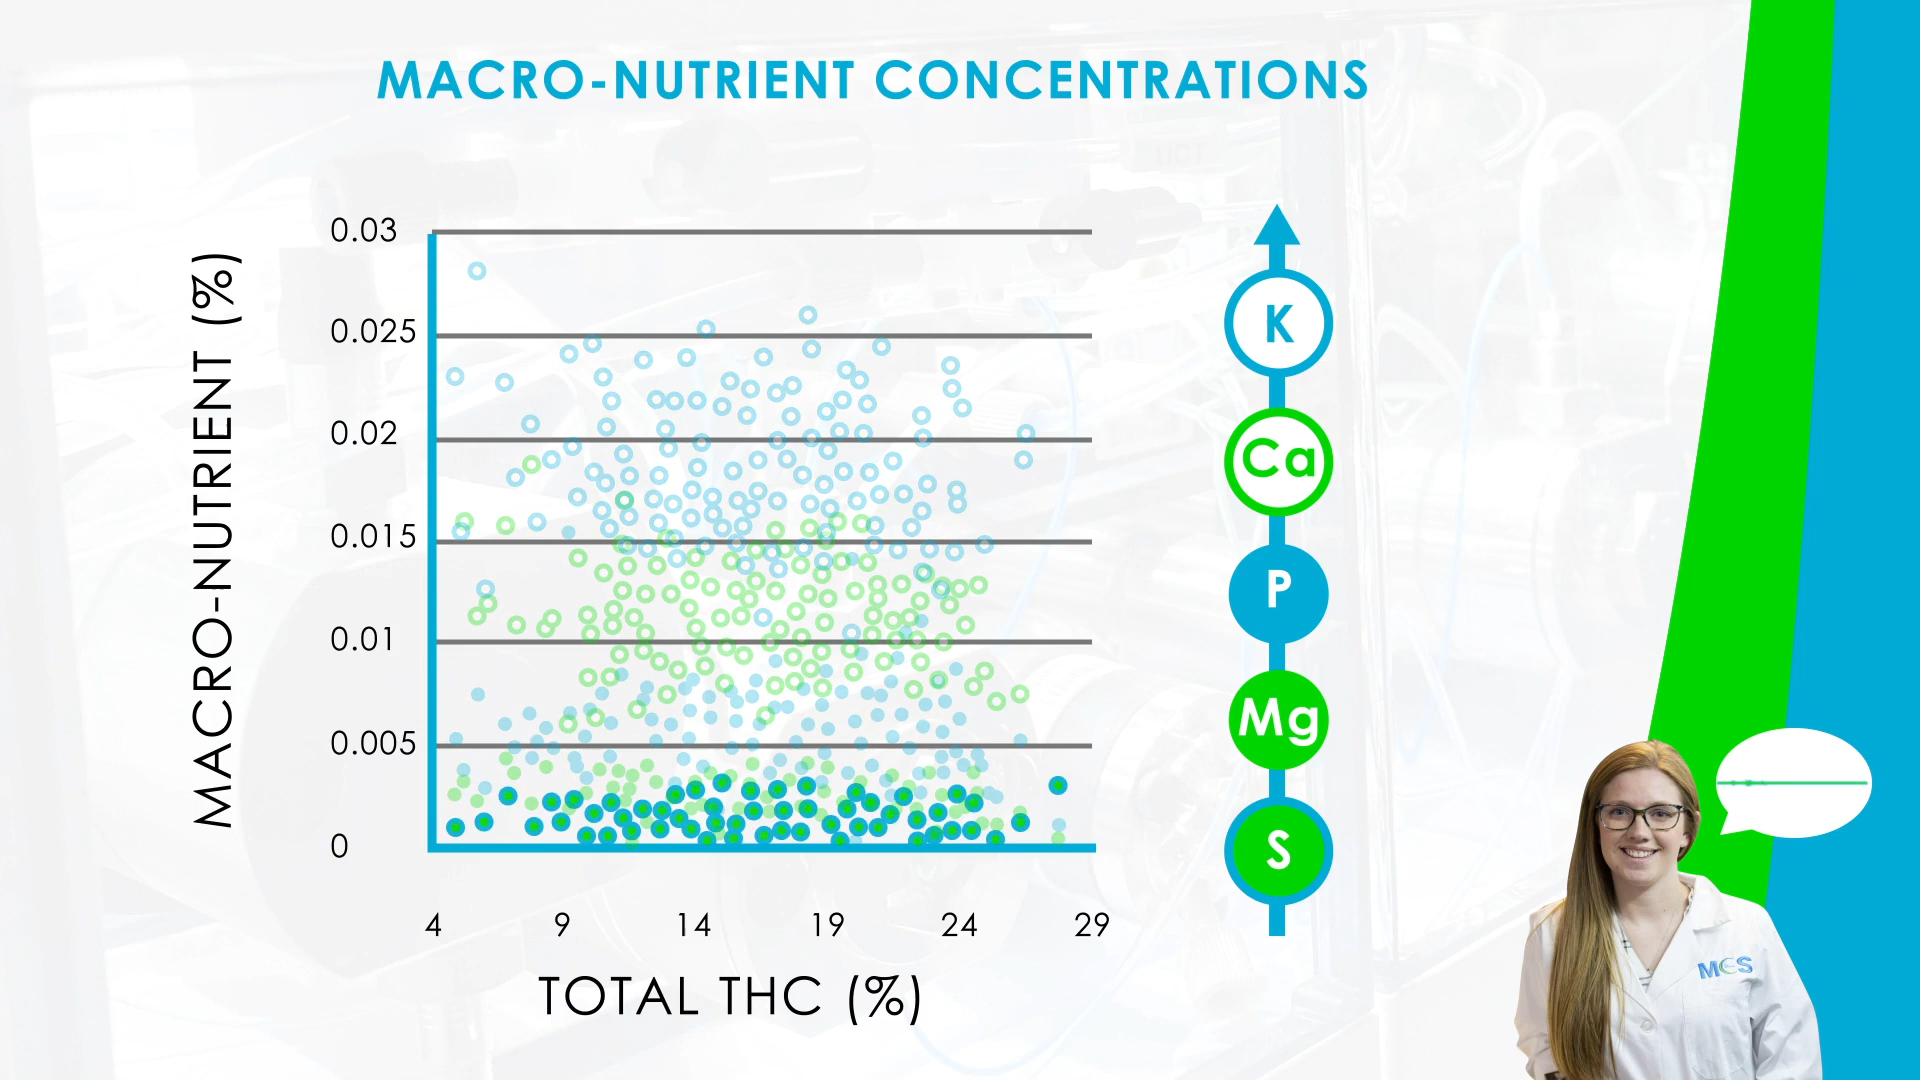 MACRO-NUTRIENT CONCENTRATIONS
MACRO-NUTRIENT (%)
0.03
0.025
0.02
0.015
0.01
0.005
0
4 9 14 19 24 29
TOTAL THC (%)
K
Ca
P
Mg
S
MCS
UCT